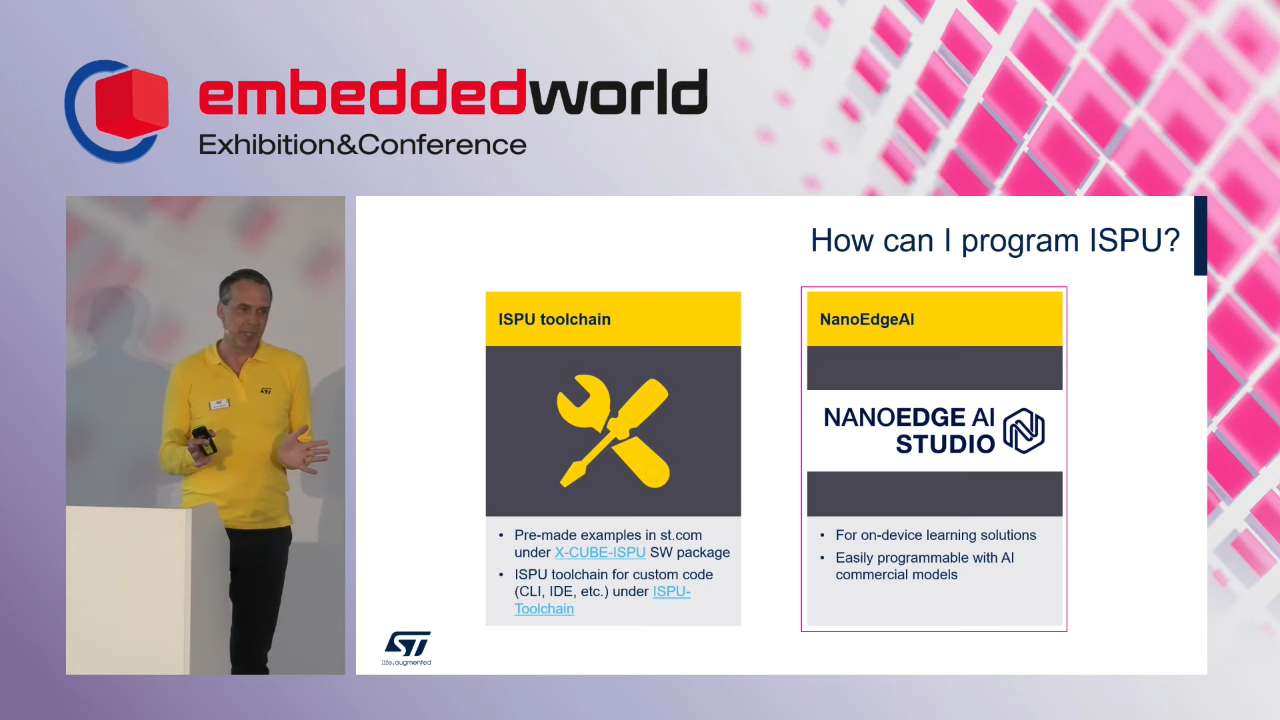 embeddedworld
Exhibition&Conference
How can I program ISPU?
ISPU toolchain
• Pre-made examples in st.com
under X-CUBE-ISPU SW package
• ISPU toolchain for custom code
(CLI, IDE, etc.) under ISPU-
Toolchain
NanoEdgeAI
NANOEDGE AI
STUDIO
• For on-device learning solutions
• Easily programmable with AI
commercial models
ST
life.augmented
ST